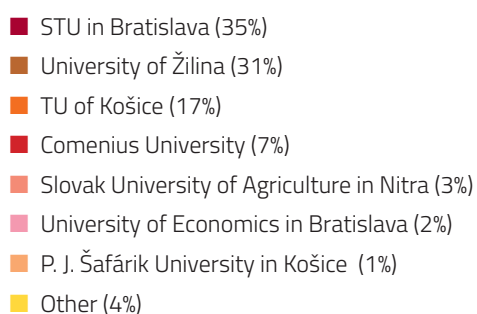 STU in Bratislava (35%)
University of Žilina (31%)
TU of Košice (17%)
Comenius University (7%)
Slovak University of Agriculture in Nitra (3%)
University of Economics in Bratislava (2%)
P. J. Šafárik University in Košice (1%)
Other (4%)